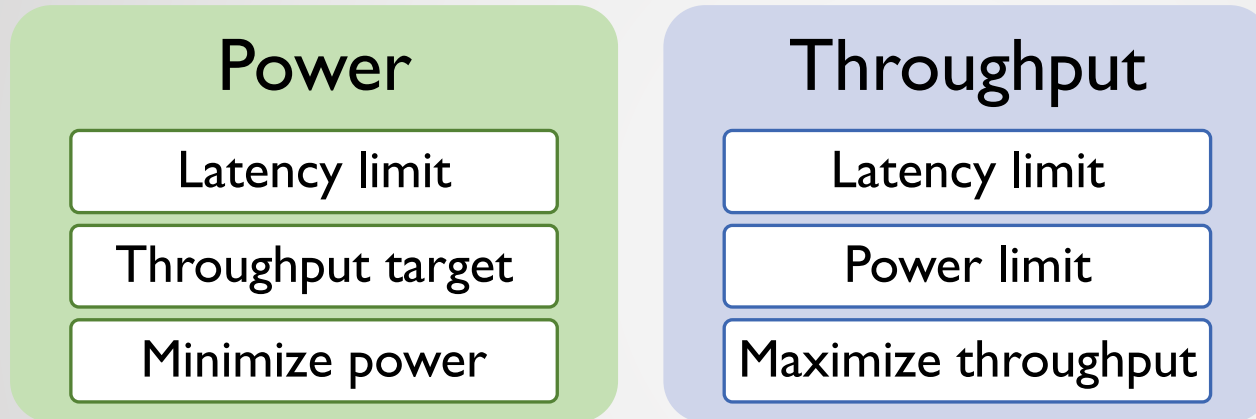 Power
Latency limit
Throughput target
Minimize power
Throughput
Latency limit
Power limit
Maximize throughput